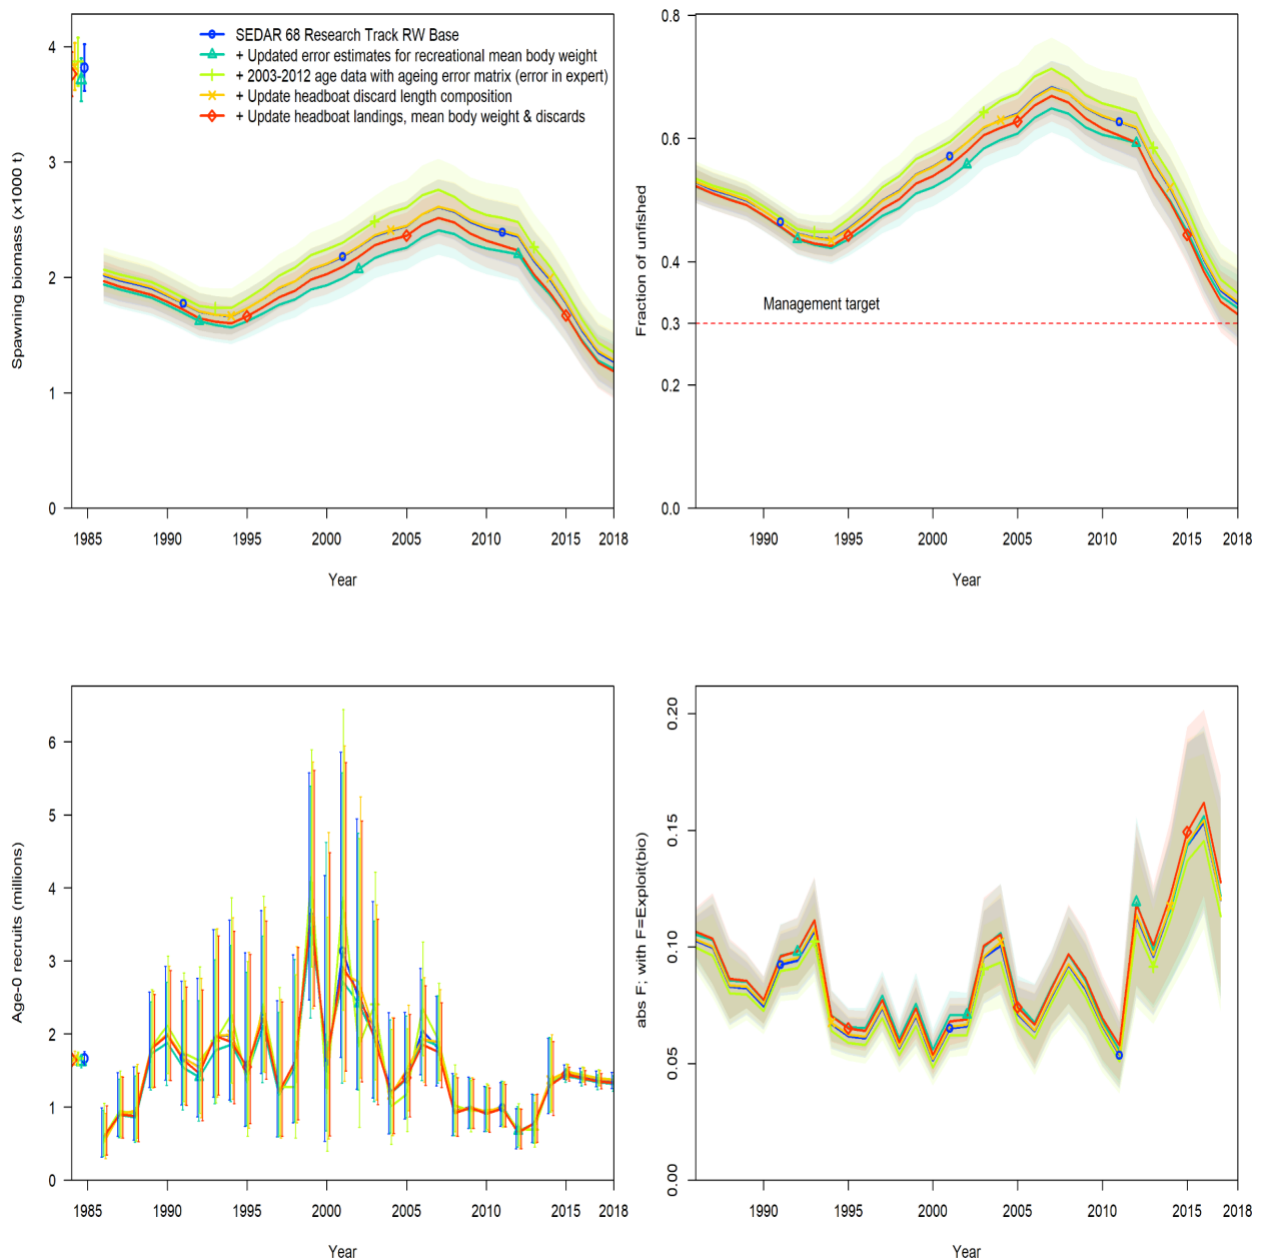 SEDAR 68 Research Track RW Base
+ Updated error estimates for recreational mean body weight
+ 2003-2012 age data with ageing error matrix (error in expert)
+ Update headboat discard length composition
+ Update headboat landings, mean body weight & discards
Spawning biomass (x1000 t)
4
3
2
1
0
1985 1990 1995 2000 2005 2010 2015 2018
Year
Fraction of unfished
0.8
0.6
0.4
0.3
0.2
0.0
Management target
1990 1995 2000 2005 2010 2015 2018
Year
Age-0 recruits (millions)
6
5
4
3
2
1
0
1985 1990 1995 2000 2005 2010 2015 2018
Year
abs F; with F=Exploit(bio)
0.20
0.15
0.10
0.05
0.00
1990 1995 2000 2005 2010 2015 2018
Year